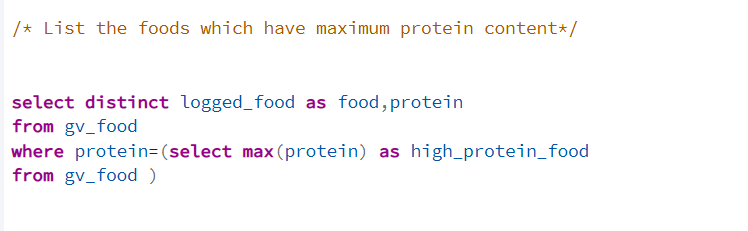 /* List the foods which have maximum protein content*/
select distinct logged_food as food,protein
from gv_food
where protein=(select max(protein) as high_protein_food
from gv_food )